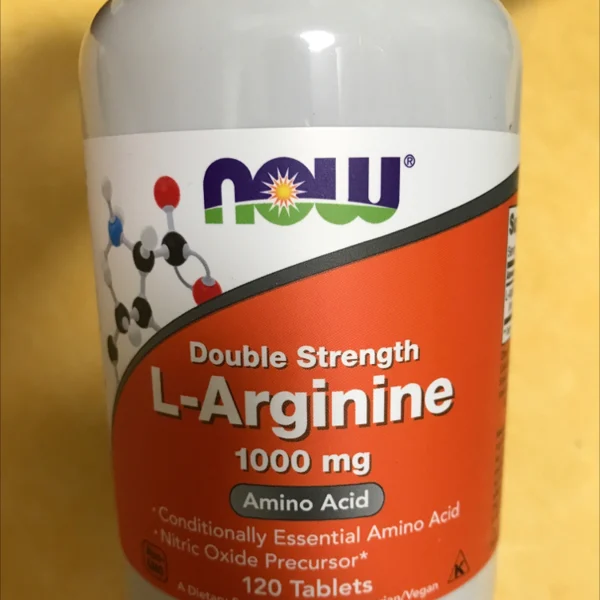 now®
Double Strength
L-Arginine
1000 mg
Amino Acid
•Conditionally Essential Amino Acid
•Nitric Oxide Precursor*
120 Tablets
K